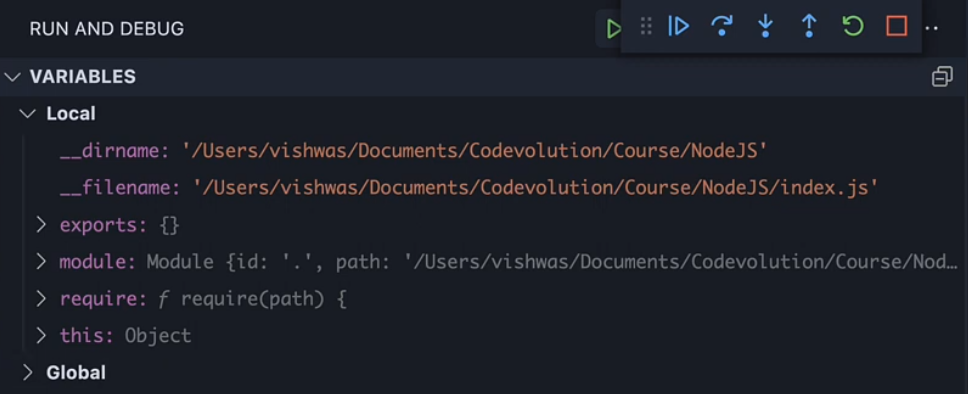 RUN AND DEBUG
VARIABLES
Local
__dirname: '/Users/vishwas/Documents/Codevolution/Course/NodeJS'
__filename: '/Users/vishwas/Documents/Codevolution/Course/NodeJS/index.js'
exports: {}
module: Module {id: '.', path: '/Users/vishwas/Documents/Codevolution/Course/Nod…
require: ƒ require(path) {
this: Object
Global